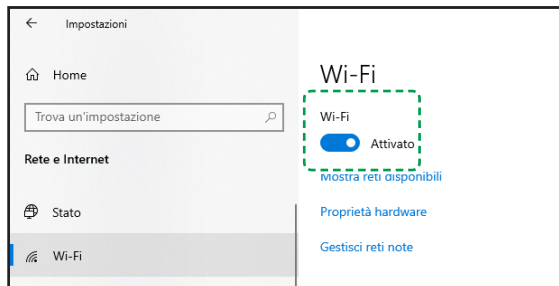 Impostazioni
Home
Trova un'impostazione
Rete e Internet
Stato
Wi-Fi
Wi-Fi
Wi-Fi
Attivato
Mostra reti disponibili
Proprietà hardware
Gestisci reti note